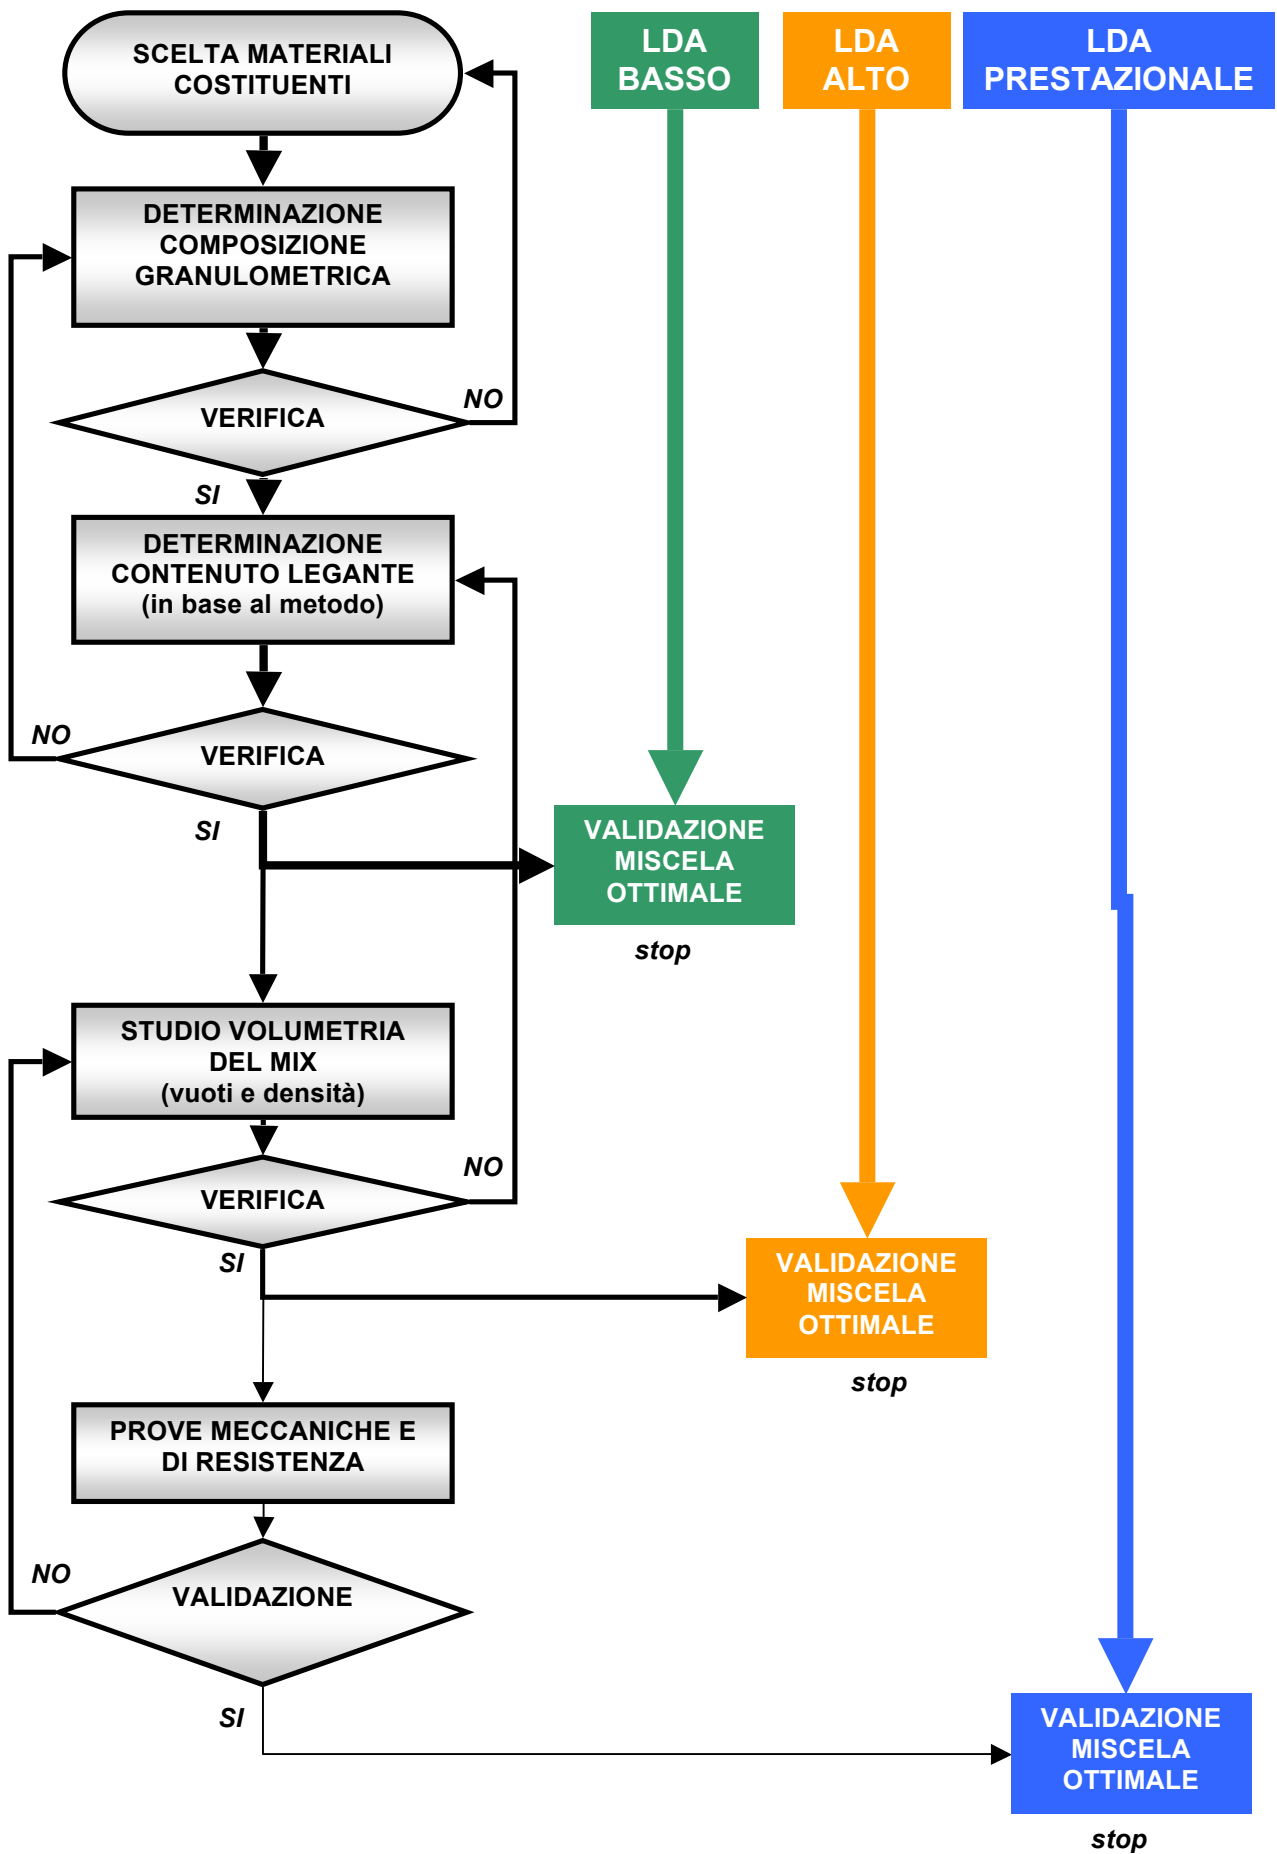 SCELTA MATERIALI
COSTITUENTI
LDA
BASSO
LDA
ALTO
LDA
PRESTAZIONALE
DETERMINAZIONE
COMPOSIZIONE
GRANULOMETRICA
VERIFICA
NO
SI
DETERMINAZIONE
CONTENUTO LEGANTE
(in base al metodo)
NO
VERIFICA
SI
VALIDAZIONE
MISCELA
OTTIMALE
stop
STUDIO VOLUMETRIA
DEL MIX
(vuoti e densità)
NO
VERIFICA
SI
VALIDAZIONE
MISCELA
OTTIMALE
stop
PROVE MECCANICHE E
DI RESISTENZA
NO
VALIDAZIONE
SI
VALIDAZIONE
MISCELA
OTTIMALE
stop